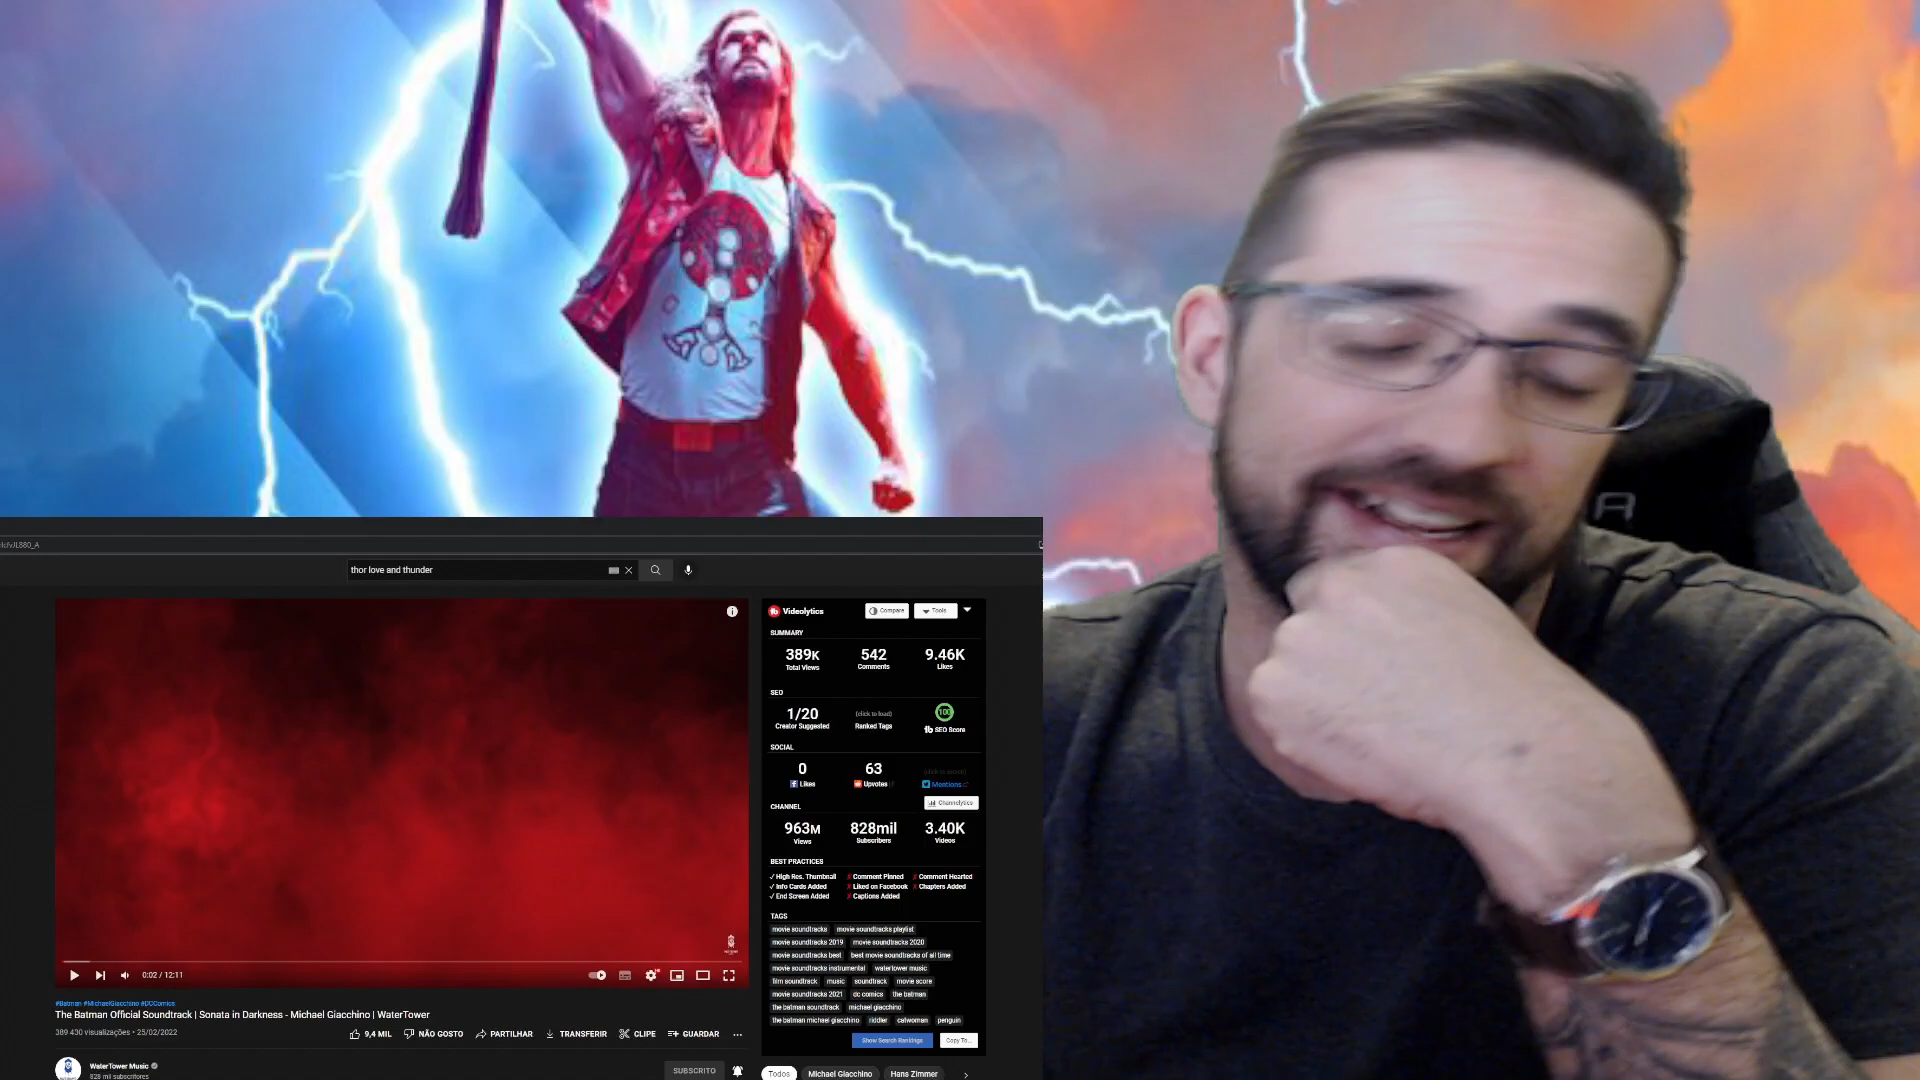 thor love and thunder
0:02 / 12:11
#Batman #MichaelGiacchino #DCComics
The Batman Official Soundtrack | Sonata in Darkness - Michael Giacchino | WaterTower
389 430 visualizações • 25/02/2022
9,4 MIL
NÃO GOSTO
PARTILHAR
TRANSFERIR
CLIPE
GUARDAR
WaterTower Music
828 mil subscritores
SUBSCRITO
Videolytics
Compare
Tools
SUMMARY
389K 542 9.46K
Total Views Comments Likes
SEO
1/20 (click to load) 100
Creator Suggested Ranked Tags tb SEO Score
SOCIAL
0 63
Likes Upvotes Mentions
Channelytics
CHANNEL
963M 828mil 3.40K
Views Subscribers Videos
BEST PRACTICES
✓ High Res. Thumbnail ✗ Comment Pinned ✗ Comment Hearted
✓ Info Cards Added ✗ Liked on Facebook ✗ Chapters Added
✓ End Screen Added ✗ Captions Added
TAGS
movie soundtracks movie soundtracks playlist
movie soundtracks 2019 movie soundtracks 2020
movie soundtracks best best movie soundtracks of all time
movie soundtracks instrumental watertower music
film soundtrack music soundtrack movie score
movie soundtracks 2021 dc comics the batman
the batman soundtrack michael giacchino
the batman michael giacchino riddler catwoman penguin
Show Search Rankings Copy To...
Todos Michael Giacchino Hans Zimmer